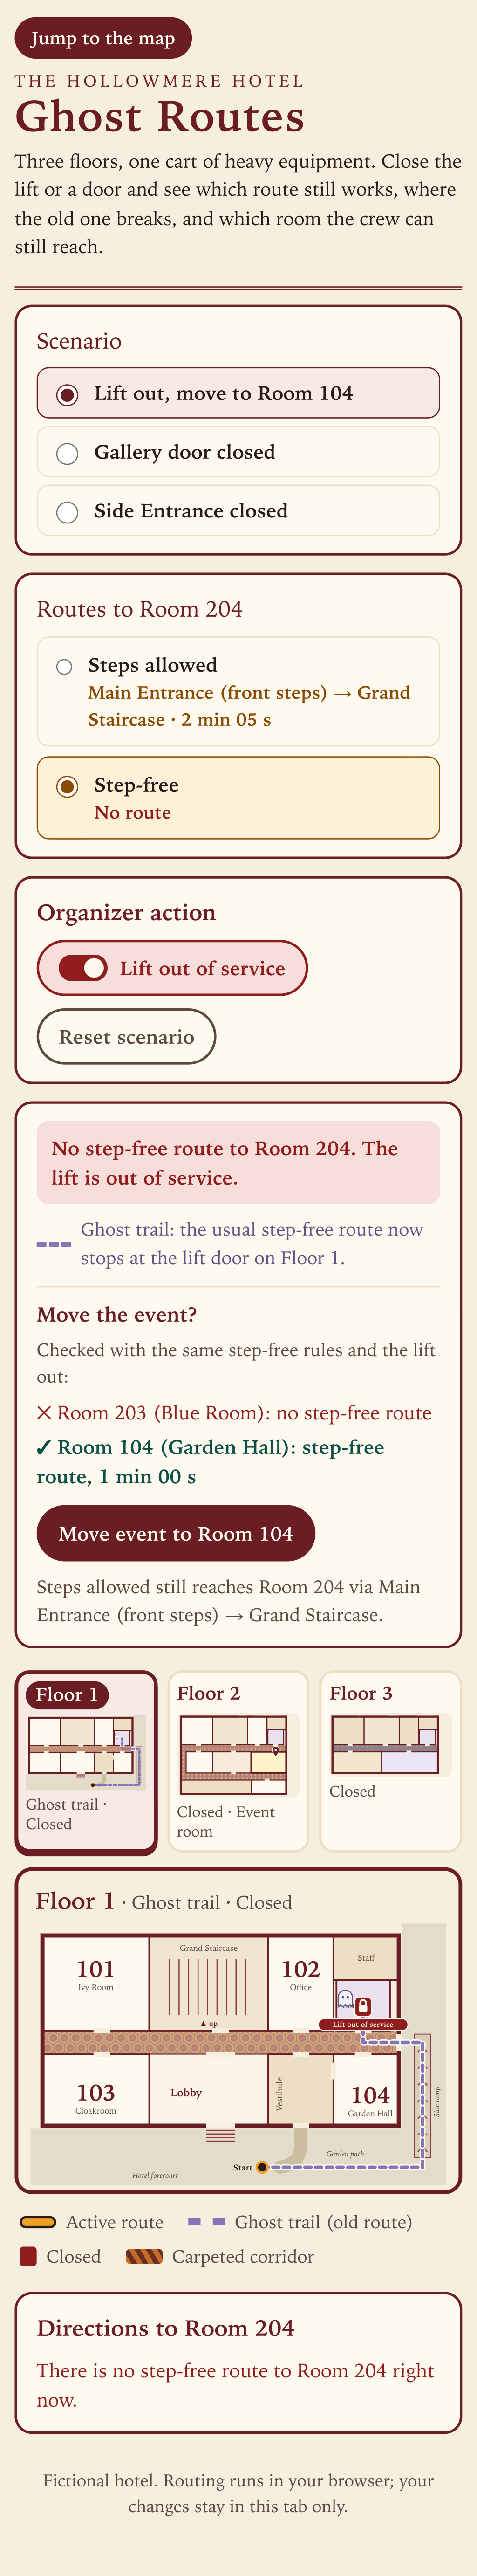 Jump to the map
THE HOLLOWMERE HOTEL
Ghost Routes
Three floors, one cart of heavy equipment. Close the
lift or a door and see which route still works, where
the old one breaks, and which room the crew can
still reach.
Scenario
Lift out, move to Room 104
Gallery door closed
Side Entrance closed
Routes to Room 204
Steps allowed
Main Entrance (front steps) → Grand
Staircase · 2 min 05 s
Step-free
No route
Organizer action
Lift out of service
Reset scenario
No step-free route to Room 204. The
lift is out of service.
Ghost trail: the usual step-free route now
stops at the lift door on Floor 1.
Move the event?
Checked with the same step-free rules and the lift
out:
✕ Room 203 (Blue Room): no step-free route
✓ Room 104 (Garden Hall): step-free
route, 1 min 00 s
Move event to Room 104
Steps allowed still reaches Room 204 via Main
Entrance (front steps) → Grand Staircase.
Floor 1
Ghost trail ·
Closed
Floor 2
Closed · Event
room
Floor 3
Closed
Floor 1 · Ghost trail · Closed
101
Ivy Room
Grand Staircase
▲ up
102
Office
Staff
Lift out of service
103
Cloakroom
Lobby
Vestibule
104
Garden Hall
Side ramp
Garden path
Start
Hotel forecourt
Active route
Ghost trail (old route)
Closed
Carpeted corridor
Directions to Room 204
There is no step-free route to Room 204 right
now.
Fictional hotel. Routing runs in your browser; your
changes stay in this tab only.